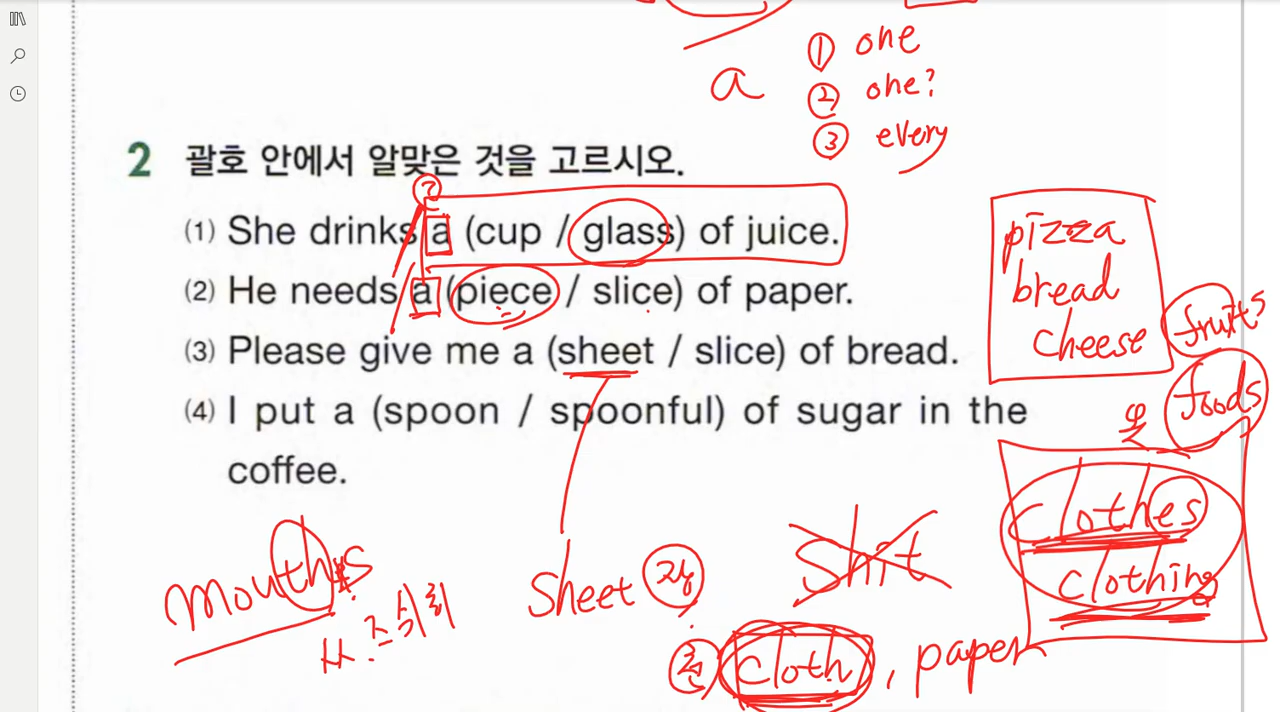 ① one
a ② one?
③ every
2 괄호 안에서 알맞은 것을 고르시오.
?
(1) She drinks a (cup / glass) of juice.
(2) He needs a (piece / slice) of paper.
(3) Please give me a (sheet / slice) of bread.
(4) I put a (spoon / spoonful) of sugar in the
coffee.
pizza
bread
cheese
fruits
foods
옷
clothes
clothing
mouths
Sheet 장
Shit
천 cloth, paper